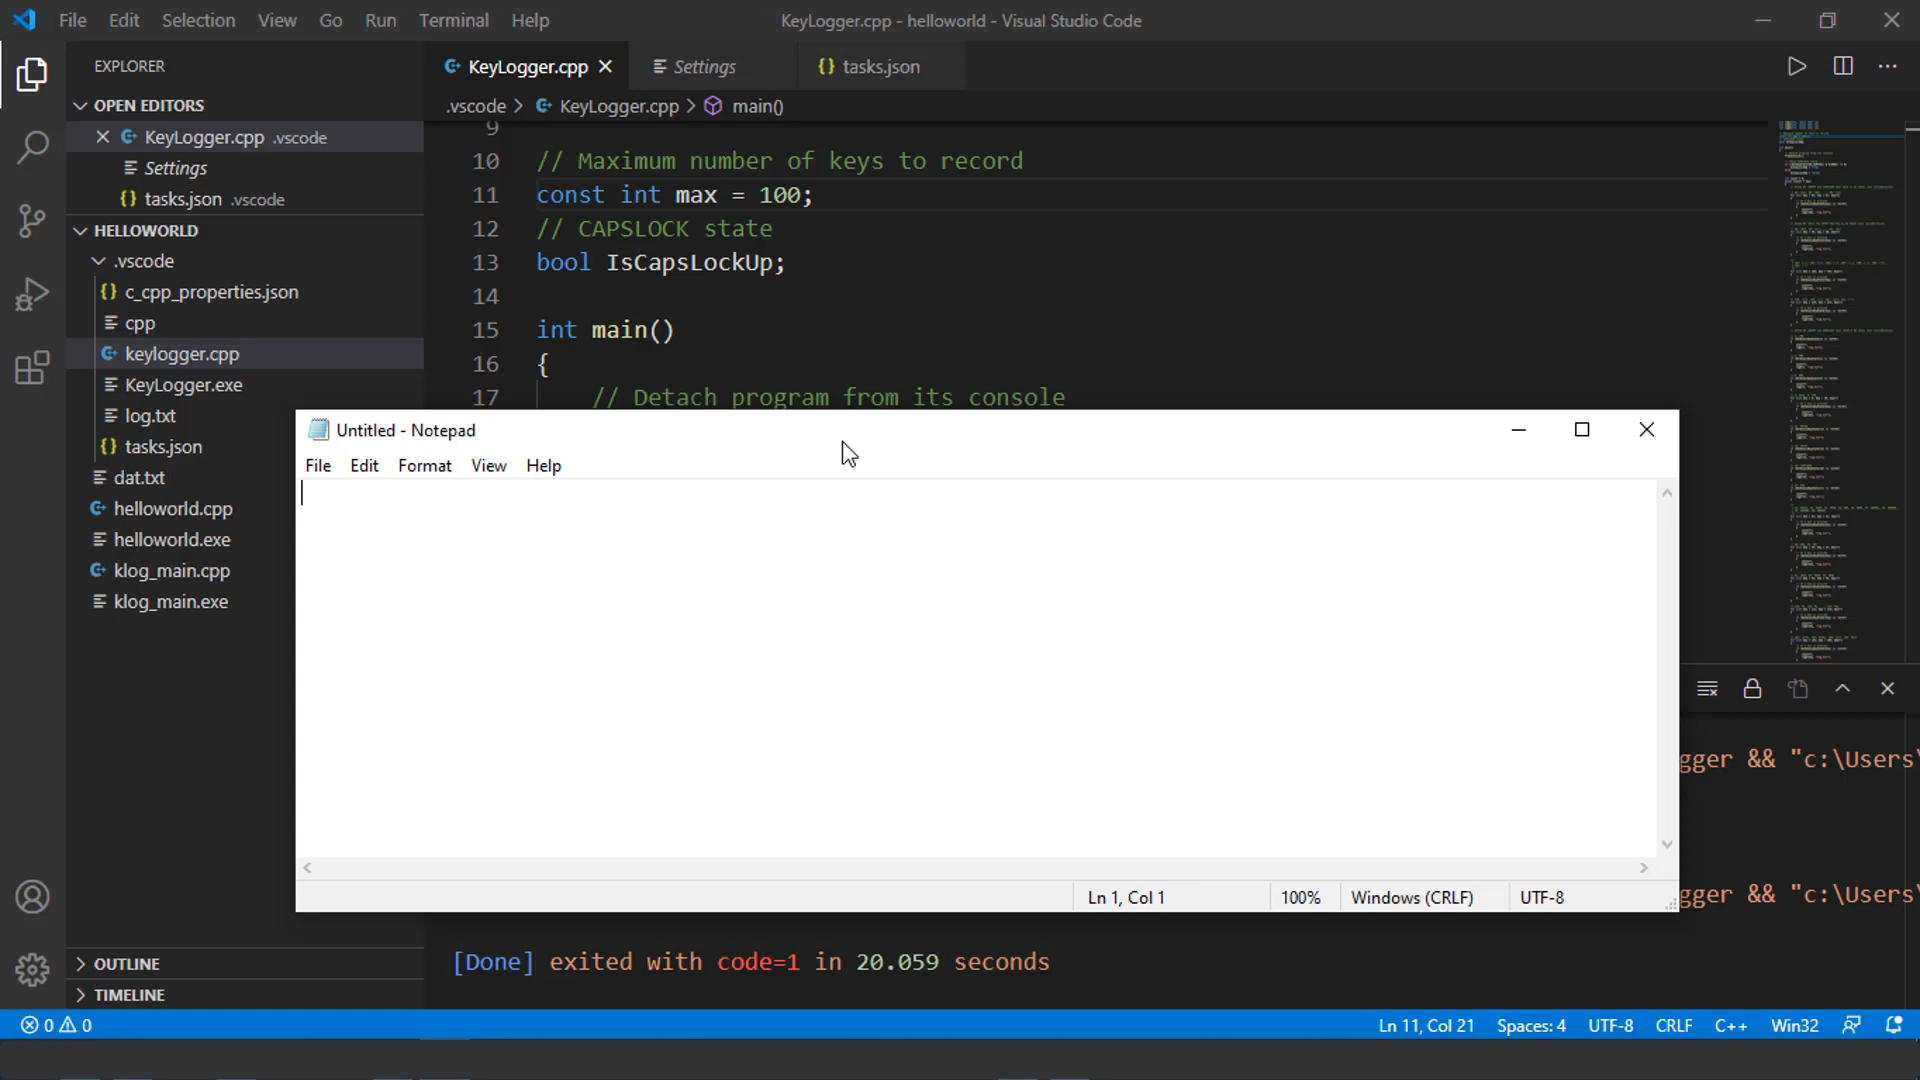 File Edit Selection View Go Run Terminal Help KeyLogger.cpp - helloworld - Visual Studio Code
EXPLORER
KeyLogger.cpp Settings {} tasks.json
OPEN EDITORS
.vscode > KeyLogger.cpp > main()
KeyLogger.cpp .vscode
Settings
{} tasks.json .vscode
HELLOWORLD
.vscode
{} c_cpp_properties.json
cpp
keylogger.cpp
KeyLogger.exe
log.txt
{} tasks.json
dat.txt
helloworld.cpp
helloworld.exe
klog_main.cpp
klog_main.exe
OUTLINE
TIMELINE
9
10 // Maximum number of keys to record
11 const int max = 100;
12 // CAPSLOCK state
13 bool IsCapsLockUp;
14
15 int main()
16 {
17 // Detach program from its console
Untitled - Notepad
File Edit Format View Help
Ln 1, Col 1 100% Windows (CRLF) UTF-8
gger && "c:\Users\
gger && "c:\Users\
[Done] exited with code=1 in 20.059 seconds
0 0 Ln 11, Col 21 Spaces: 4 UTF-8 CRLF C++ Win32